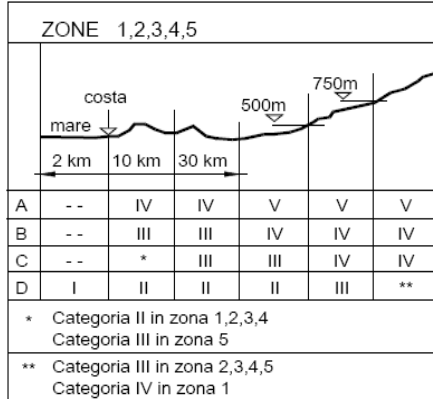 ZONE 1,2,3,4,5
750m
costa
500m
mare
2 km 10 km 30 km
A -- IV IV V V V
B -- III III IV IV IV
C -- * III III IV IV
D I II II II III **
* Categoria II in zona 1,2,3,4
Categoria III in zona 5
** Categoria III in zona 2,3,4,5
Categoria IV in zona 1